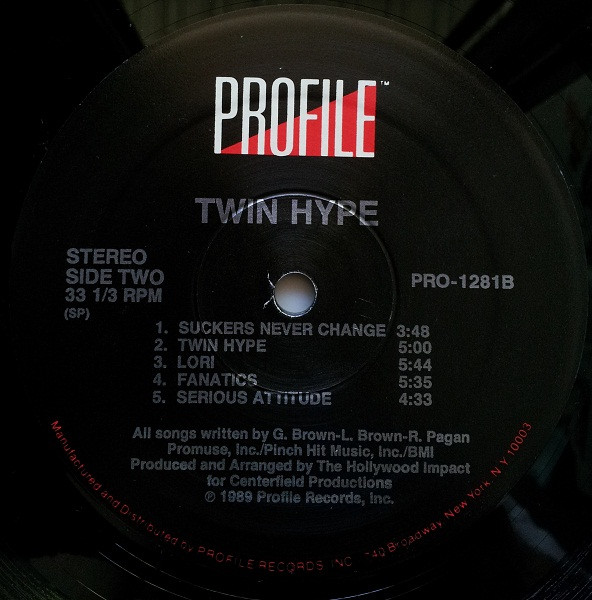 PROFILE™
TWIN HYPE
STEREO
SIDE TWO
33 1/3 RPM
(SP)
PRO-1281B
1. SUCKERS NEVER CHANGE 3:48
2. TWIN HYPE 5:00
3. LORI 5:44
4. FANATICS 5:35
5. SERIOUS ATTITUDE 4:33
All songs written by G. Brown-L. Brown-R. Pagan
Promuse, Inc./Pinch Hit Music, Inc./BMI
Produced and Arranged by The Hollywood Impact
for Centerfield Productions
℗ 1989 Profile Records, Inc.
Manufactured and Distributed by PROFILE RECORDS, INC. 740 Broadway, New York, N.Y. 10003